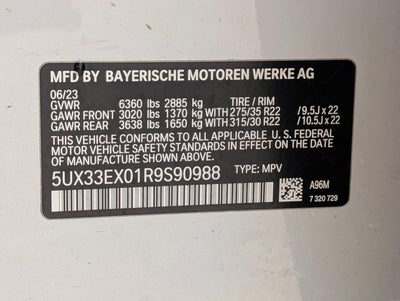 MFD BY BAYERISCHE MOTOREN WERKE AG
06/23
GVWR 6360 lbs 2885 kg TIRE / RIM
GAWR FRONT 3020 lbs 1370 kg 275/35 R22 / 9.5J x 22
GAWR REAR 3638 lbs 1650 kg 315/30 R22 / 10.5J x 22
THIS VEHICLE CONFORMS TO ALL APPLICABLE
U.S. FEDERAL MOTOR VEHICLE SAFETY
STANDARDS IN EFFECT ON THE DATE OF
MANUFACTURE SHOWN ABOVE.
5UX33EX01R9S90988 TYPE: MPV
A96M
7 320 729